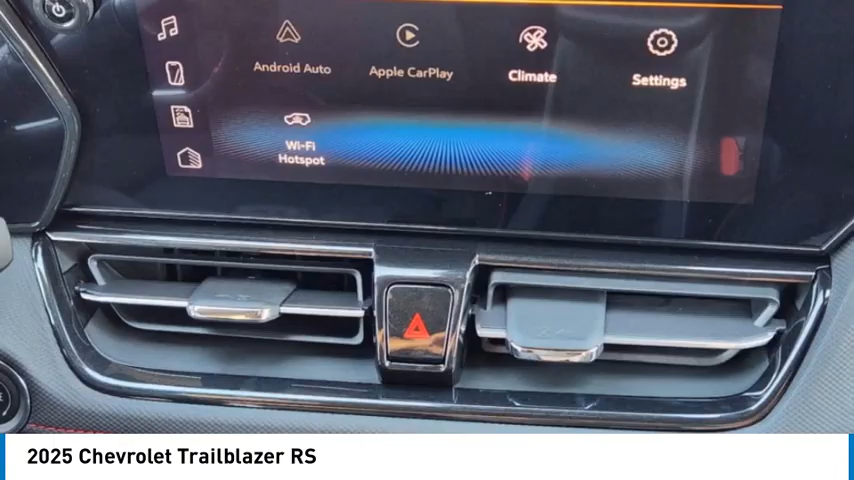 Android Auto
Apple CarPlay
Climate
Settings
Wi-Fi
Hotspot
2025 Chevrolet Trailblazer RS